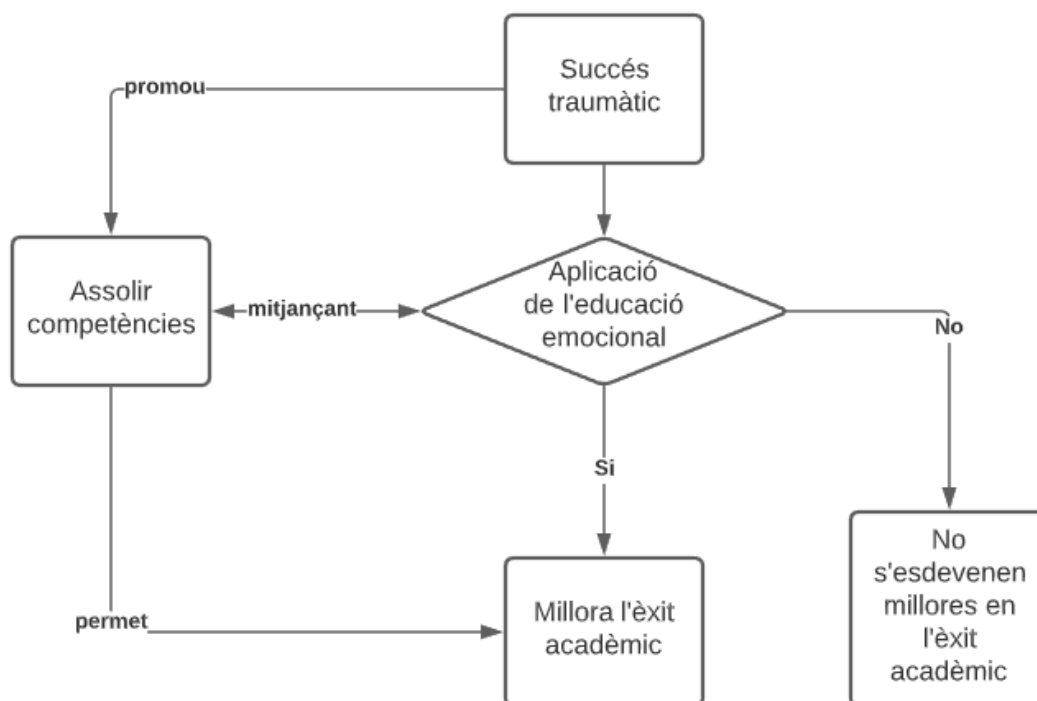 Succés
traumàtic
promou
Assolir
competències
mitjançant
Aplicació
de l'educació
emocional
No
Si
permet
Millora l'èxit
acadèmic
No
s'esdevenen
millores en
l'èxit
acadèmic